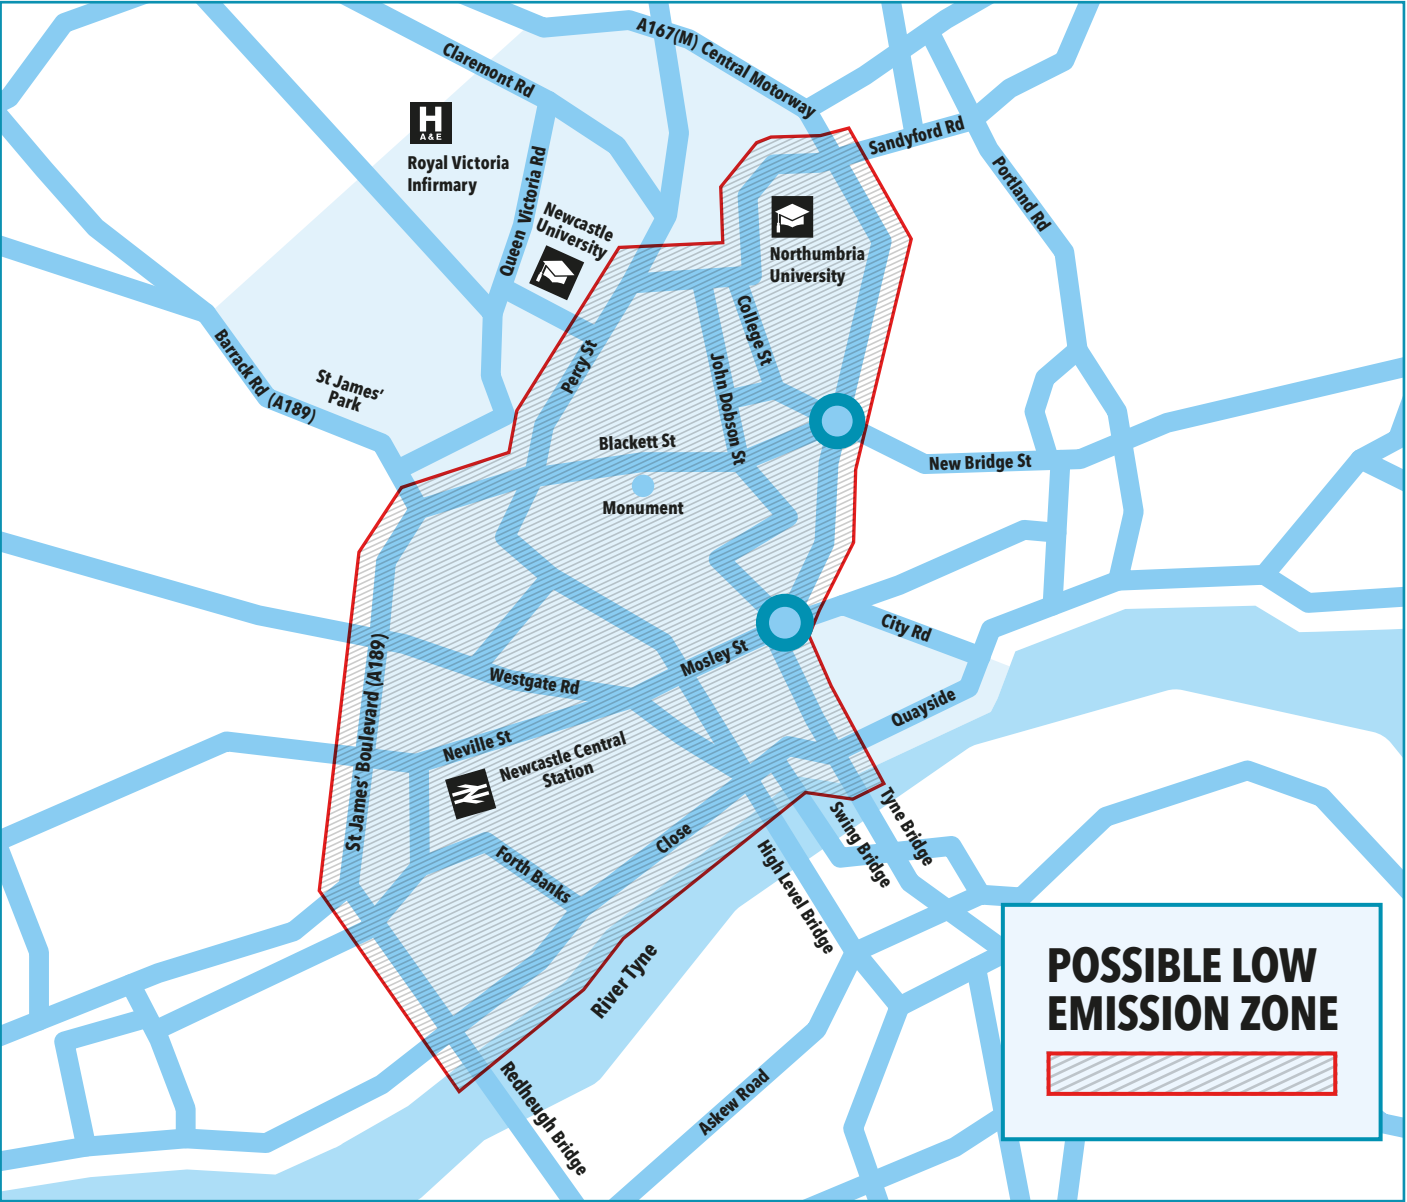 A167(M) Central Motorway
Claremont Rd
H
A&E
Royal Victoria
Infirmary
Sandyford Rd
Portland Rd
Queen Victoria Rd
Newcastle
University
Northumbria
University
College St
Barrack Rd (A189)
St James'
Park
Percy St
John Dobson St
Blackett St
Monument
New Bridge St
City Rd
Mosley St
St James' Boulevard (A189)
Westgate Rd
Quayside
Neville St
Newcastle Central
Station
Close
Forth Banks
Tyne Bridge
Swing Bridge
High Level Bridge
River Tyne
Redheugh Bridge
Askew Road
POSSIBLE LOW
EMISSION ZONE